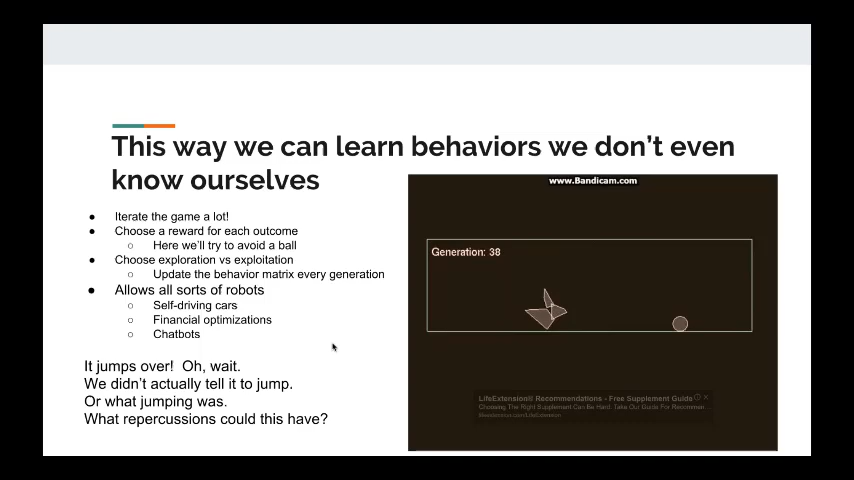 This way we can learn behaviors we don't even
know ourselves
www.Bandicam.com
● Iterate the game a lot!
● Choose a reward for each outcome
○ Here we'll try to avoid a ball
● Choose exploration vs exploitation
○ Update the behavior matrix every generation
● Allows all sorts of robots
○ Self-driving cars
○ Financial optimizations
○ Chatbots
It jumps over!  Oh, wait.
We didn't actually tell it to jump.
Or what jumping was.
What repercussions could this have?
Generation: 38
LifeExtension® Recommendations - Free Supplement Guide
Choosing The Right Supplement Can Be Hard. Take Our Guide For Recommen...